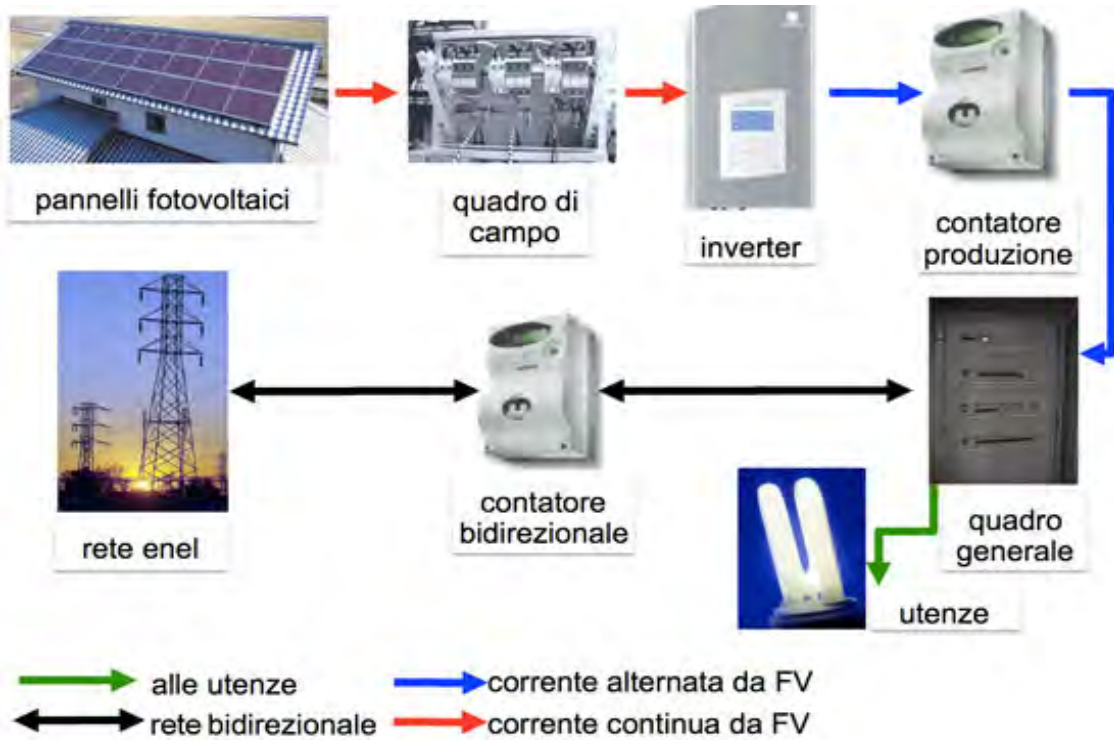 pannelli fotovoltaici
quadro di
campo
inverter
contatore
produzione
rete enel
contatore
bidirezionale
quadro
generale
utenze
alle utenze
corrente alternata da FV
rete bidirezionale
corrente continua da FV